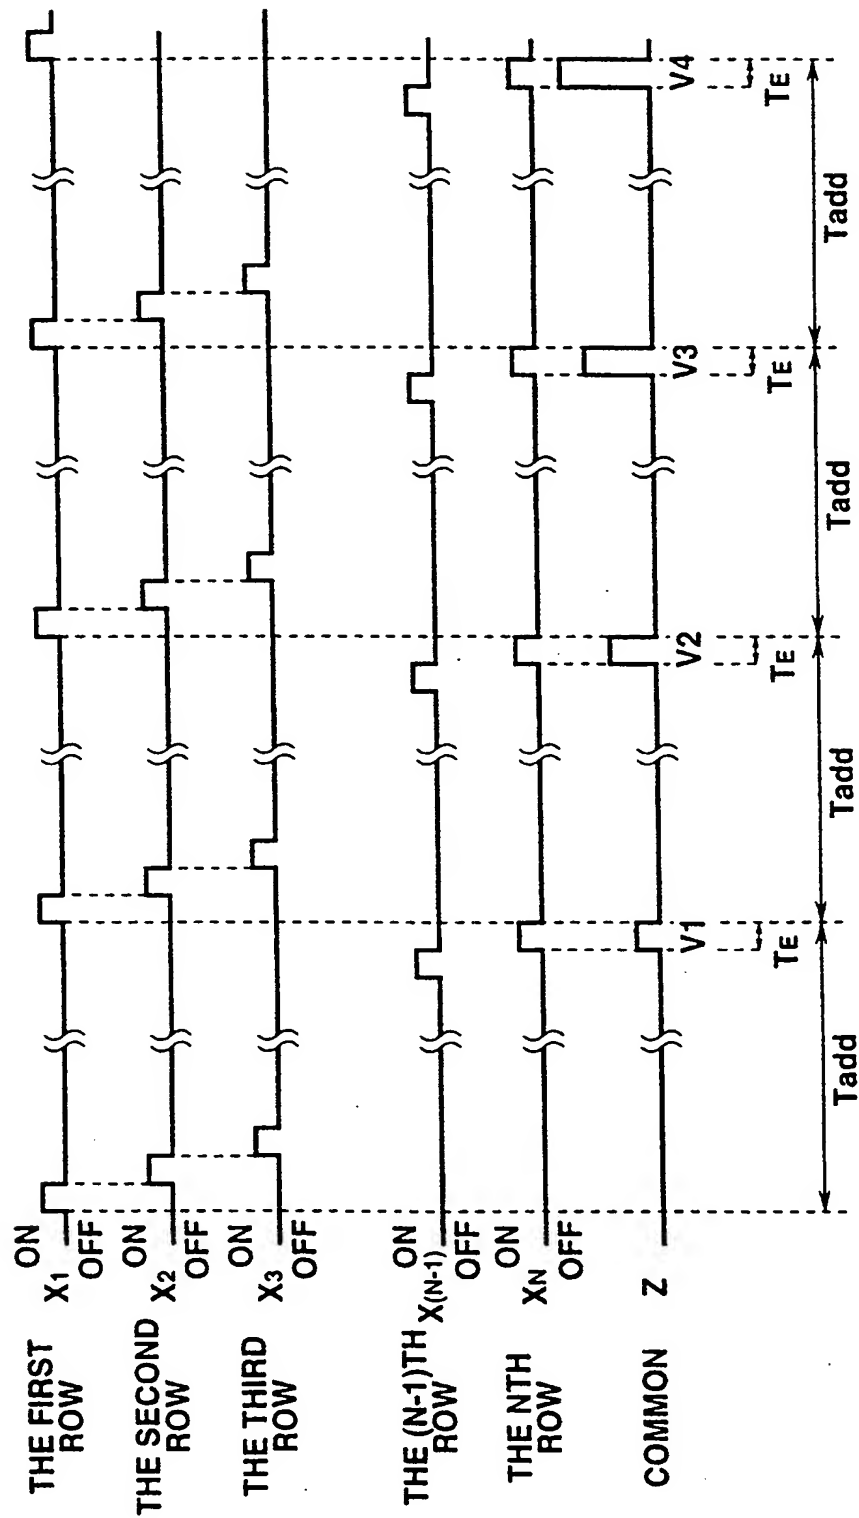 THE FIRST
ROW
X1
ON
OFF
THE SECOND
ROW
X2
ON
OFF
THE THIRD
ROW
X3
ON
OFF
THE (N-1)TH
ROW
X(N-1)
ON
OFF
THE NTH
ROW
XN
ON
OFF
COMMON
Z
V1
V2
V3
V4
TE
TE
TE
TE
Tadd
Tadd
Tadd
Tadd